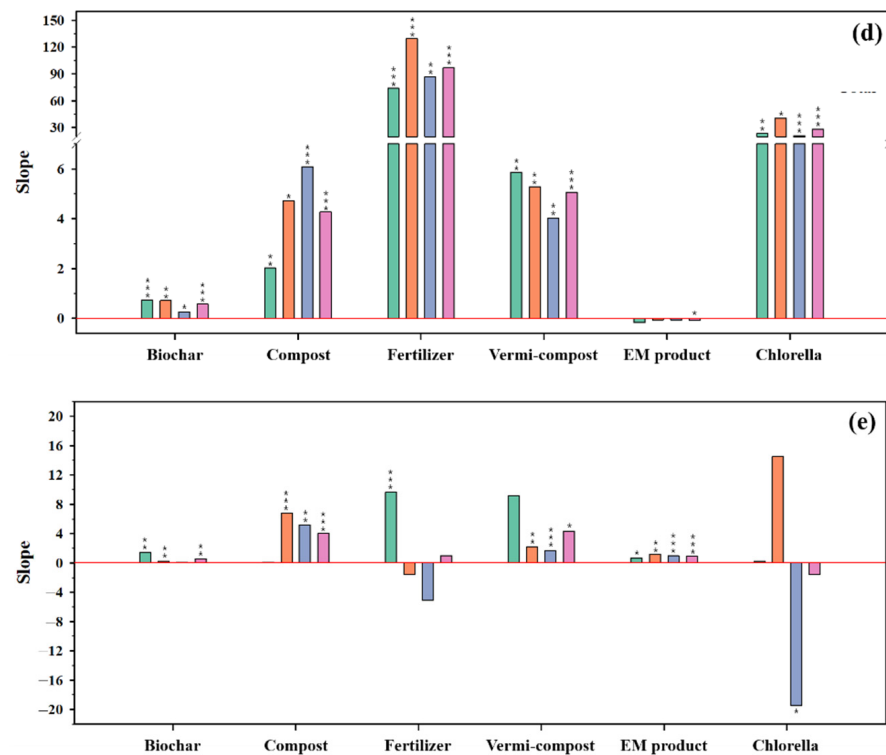 (d)
150
120
90
60
30
6
4
2
0
Slope
*** ** * ***
** * *** ***
*** *** ** ***
** ** ** ***
*
** * *** ***
Biochar Compost Fertilizer Vermi-compost EM product Chlorella
(e)
20
16
12
8
4
0
−4
−8
−12
−16
−20
Slope
** ** **
*** ** ***
***
** *** *
* ** *** ***
*
Biochar Compost Fertilizer Vermi-compost EM product Chlorella